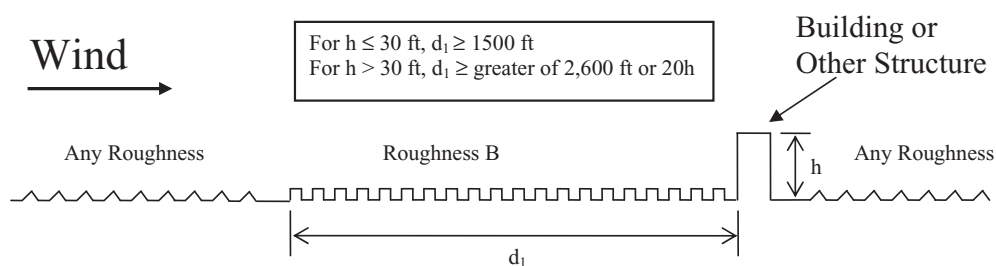 Wind
For h ≤ 30 ft, d₁ ≥ 1500 ft
For h > 30 ft, d₁ ≥ greater of 2,600 ft or 20h
Building or
Other Structure
Any Roughness
Roughness B
h
Any Roughness
d₁